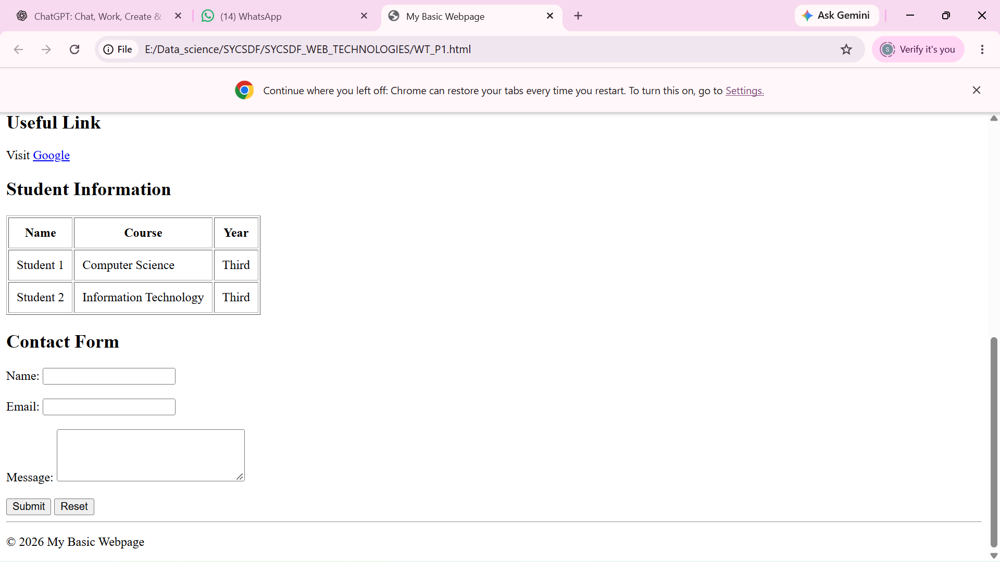 ChatGPT: Chat, Work, Create &
(14) WhatsApp
My Basic Webpage
Ask Gemini
File
E:/Data_science/SYCSDF/SYCSDF_WEB_TECHNOLOGIES/WT_P1.html
S
Verify it's you
Continue where you left off: Chrome can restore your tabs every time you restart. To turn this on, go to Settings.
Useful Link
Visit Google
Student Information
Name Course Year
Student 1 Computer Science Third
Student 2 Information Technology Third
Contact Form
Name:
Email:
Message:
Submit Reset
© 2026 My Basic Webpage